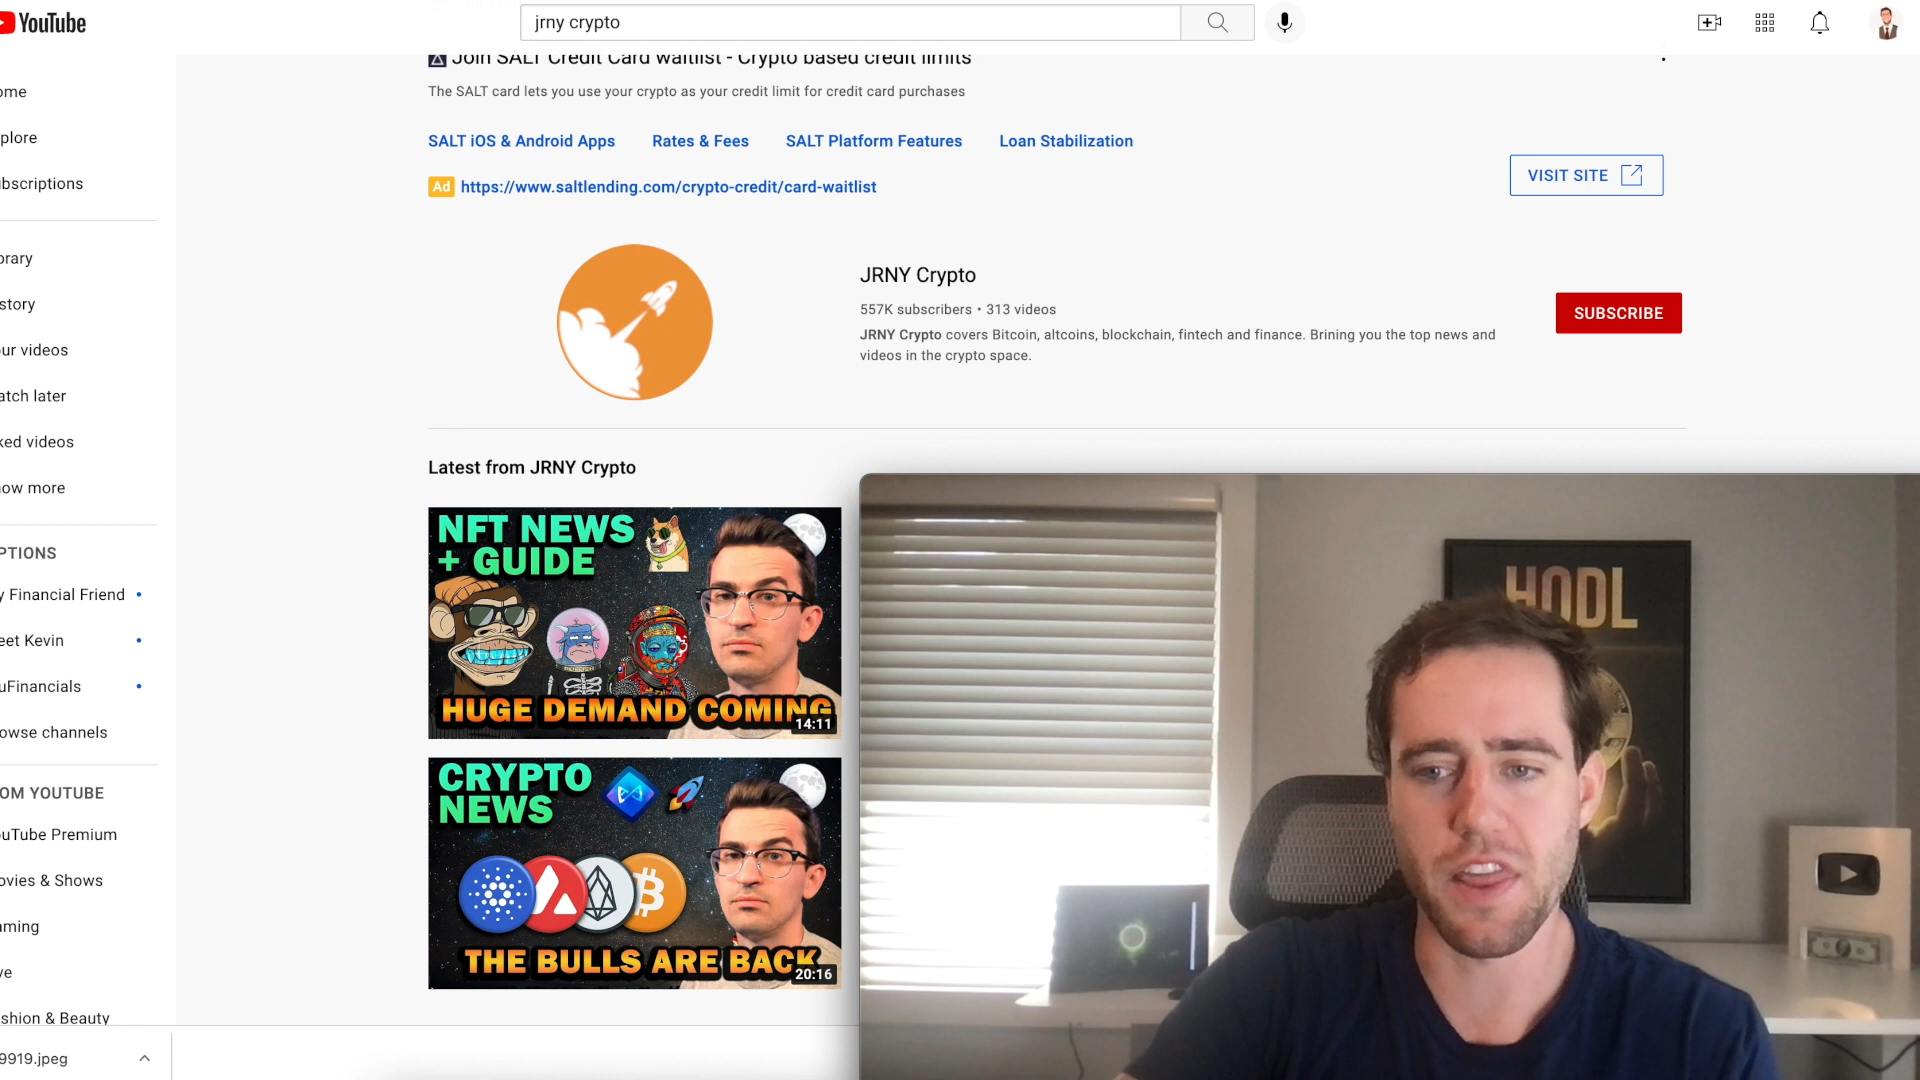 YouTube
jrny crypto
Join SALT Credit Card waitlist - Crypto based credit limits
The SALT card lets you use your crypto as your credit limit for credit card purchases
SALT iOS & Android Apps
Rates & Fees
SALT Platform Features
Loan Stabilization
Ad
https://www.saltlending.com/crypto-credit/card-waitlist
VISIT SITE
JRNY Crypto
557K subscribers • 313 videos
JRNY Crypto covers Bitcoin, altcoins, blockchain, fintech and finance. Brining you the top news and
videos in the crypto space.
SUBSCRIBE
Latest from JRNY Crypto
NFT NEWS
+ GUIDE
HUGE DEMAND COMING
14:11
CRYPTO
NEWS
THE BULLS ARE BACK
20:16
HODL
ome
plore
bscriptions
brary
story
ur videos
atch later
ked videos
how more
PTIONS
y Financial Friend
eet Kevin
uFinancials
owse channels
OM YOUTUBE
ouTube Premium
ovies & Shows
aming
ve
shion & Beauty
9919.jpeg